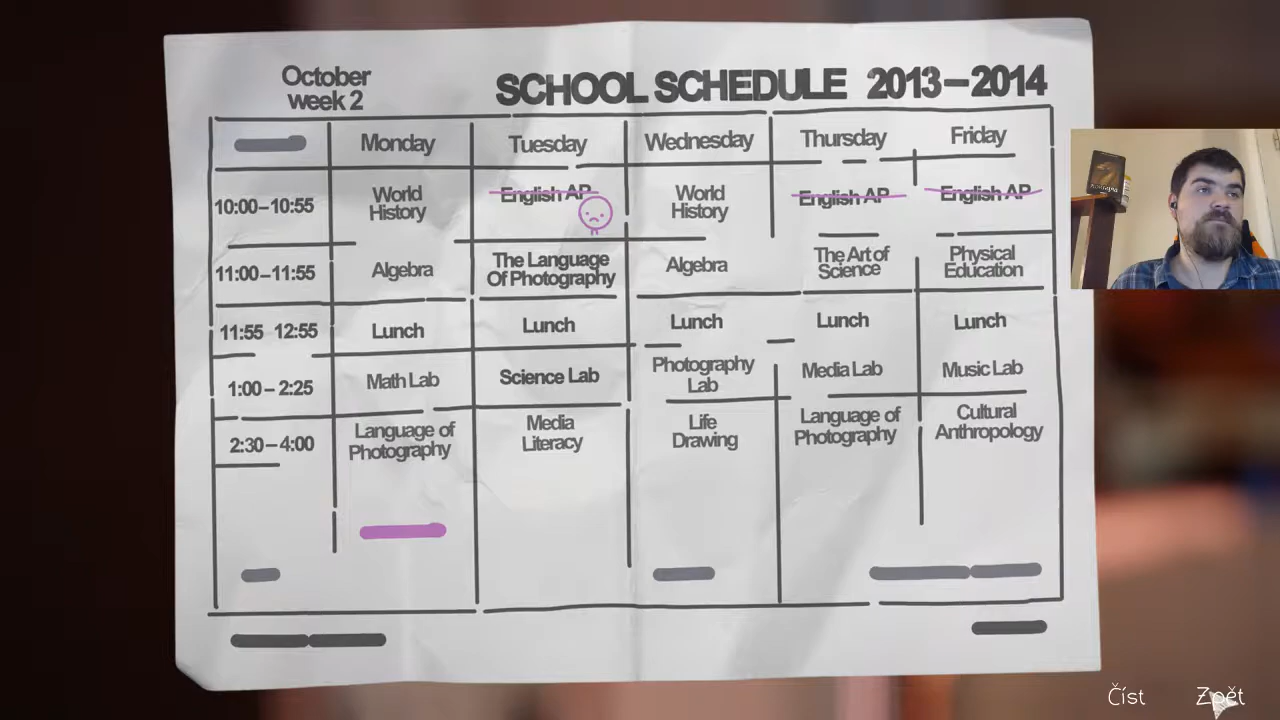 October
week 2
SCHOOL SCHEDULE 2013-2014
Monday Tuesday Wednesday Thursday Friday
10:00-10:55 World History English AP World History English AP English AP
11:00-11:55 Algebra The Language Of Photography Algebra The Art of Science Physical Education
11:55 12:55 Lunch Lunch Lunch Lunch Lunch
1:00-2:25 Math Lab Science Lab Photography Lab Media Lab Music Lab
2:30-4:00 Language of Photography Media Literacy Life Drawing Language of Photography Cultural Anthropology
Číst Zpět